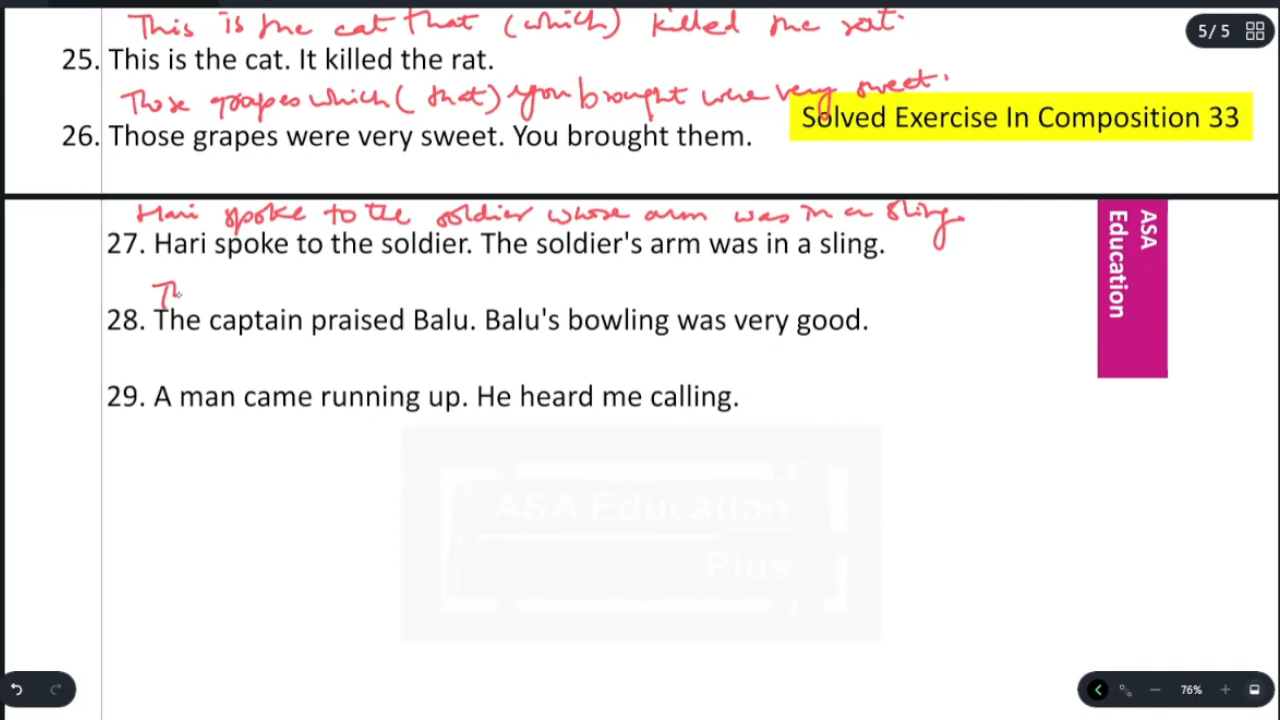 This is the cat that (which) killed the rat.
5/5
25. This is the cat. It killed the rat.
Those grapes which (that) you brought were very sweet.
Solved Exercise In Composition 33
26. Those grapes were very sweet. You brought them.
Hari spoke to the soldier whose arm was in a sling.
27. Hari spoke to the soldier. The soldier's arm was in a sling.
ASA
Education
28. The captain praised Balu. Balu's bowling was very good.
29. A man came running up. He heard me calling.
ASA Education
Plus
76%